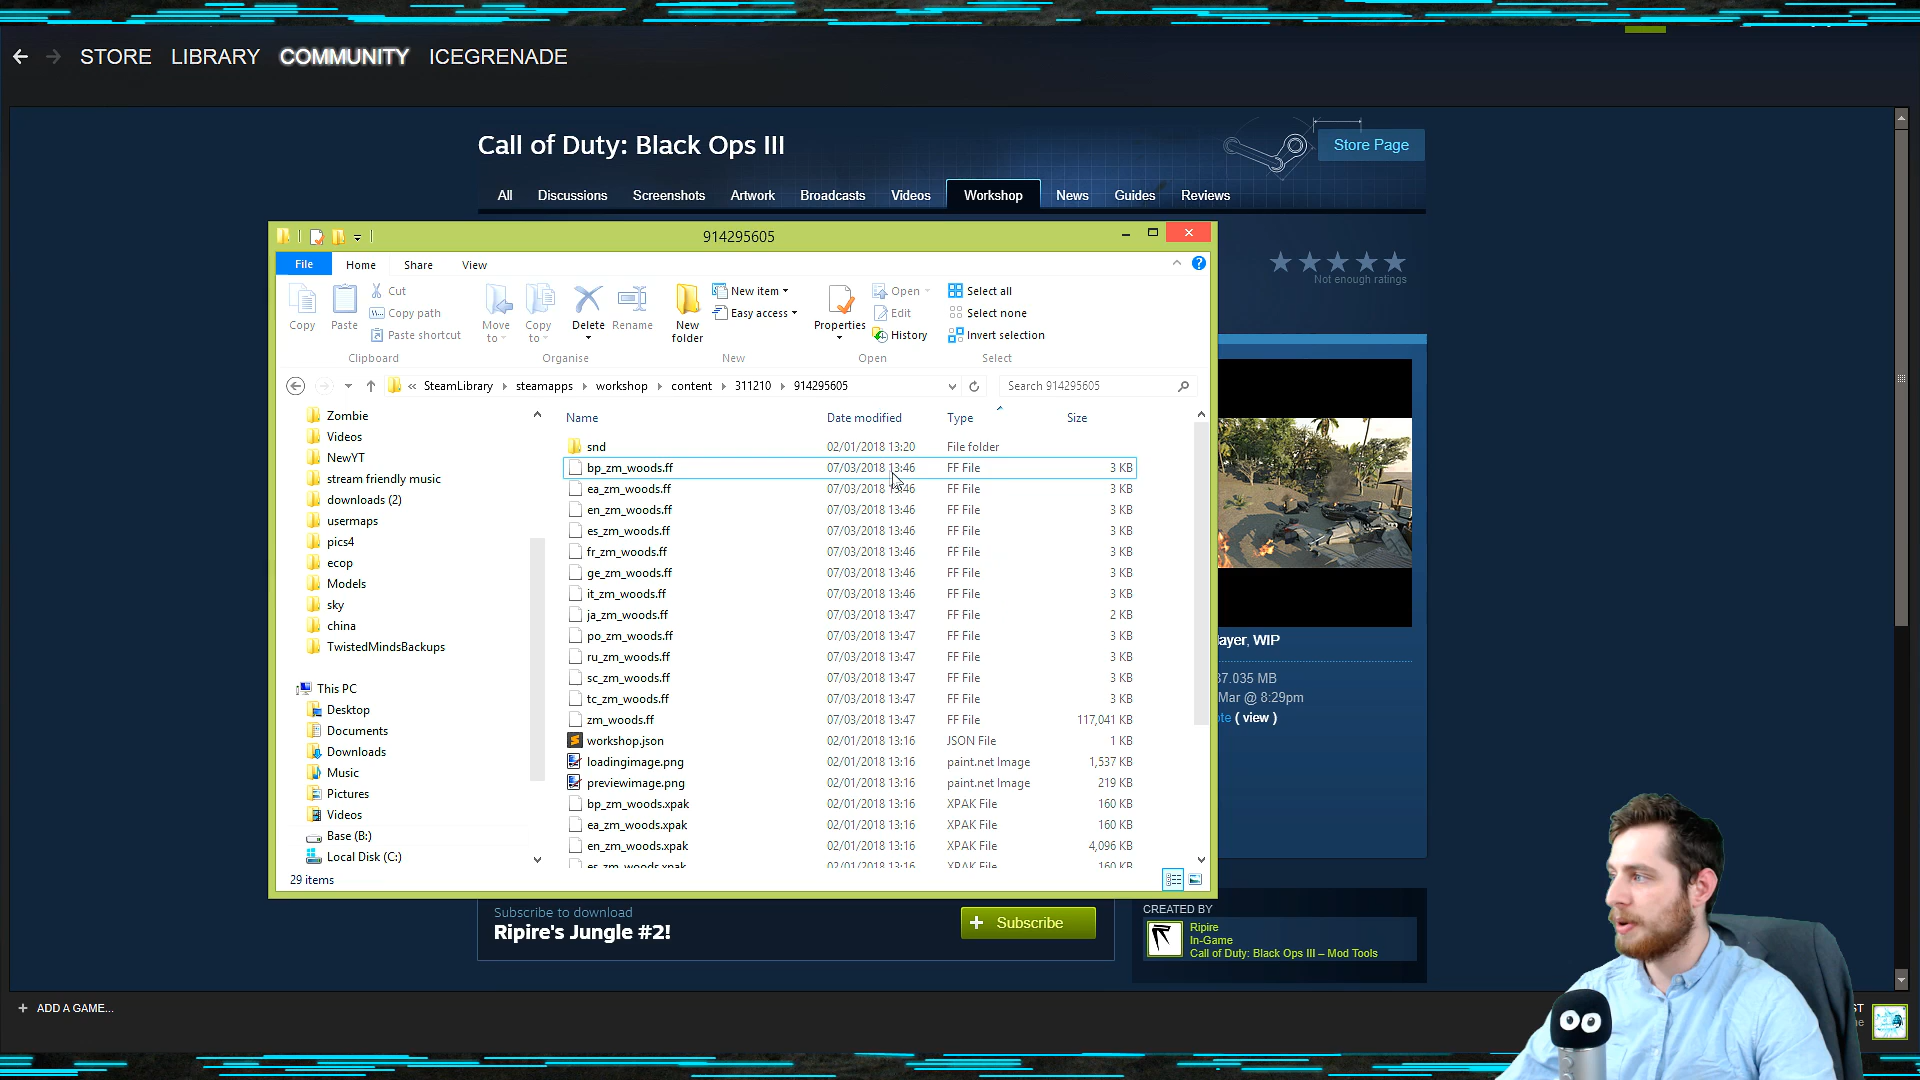 STORE LIBRARY COMMUNITY ICEGRENADE
Call of Duty: Black Ops III
Store Page
All Discussions Screenshots Artwork Broadcasts Videos Workshop News Guides Reviews
914295605
File Home Share View
Not enough ratings
Copy Paste Cut Copy path Paste shortcut
Clipboard
Move to Copy to Delete Rename
Organise
New folder New item Easy access
New
Properties Open Edit History
Open
Select all Select none Invert selection
Select
« SteamLibrary steamapps workshop content 311210 914295605
Search 914295605
Zombie
Videos
NewYT
stream friendly music
downloads (2)
usermaps
pics4
ecop
Models
sky
china
TwistedMindsBackups
This PC
Desktop
Documents
Downloads
Music
Pictures
Videos
Base (B:)
Local Disk (C:)
Name Date modified Type Size
snd 02/01/2018 13:20 File folder
bp_zm_woods.ff 07/03/2018 13:46 FF File 3 KB
ea_zm_woods.ff 07/03/2018 13:46 FF File 3 KB
en_zm_woods.ff 07/03/2018 13:46 FF File 3 KB
es_zm_woods.ff 07/03/2018 13:46 FF File 3 KB
fr_zm_woods.ff 07/03/2018 13:46 FF File 3 KB
ge_zm_woods.ff 07/03/2018 13:46 FF File 3 KB
it_zm_woods.ff 07/03/2018 13:46 FF File 3 KB
ja_zm_woods.ff 07/03/2018 13:47 FF File 2 KB
po_zm_woods.ff 07/03/2018 13:47 FF File 3 KB
ru_zm_woods.ff 07/03/2018 13:47 FF File 3 KB
sc_zm_woods.ff 07/03/2018 13:47 FF File 3 KB
tc_zm_woods.ff 07/03/2018 13:47 FF File 3 KB
zm_woods.ff 07/03/2018 13:47 FF File 117,041 KB
workshop.json 02/01/2018 13:16 JSON File 1 KB
loadingimage.png 02/01/2018 13:16 paint.net Image 1,537 KB
previewimage.png 02/01/2018 13:16 paint.net Image 219 KB
bp_zm_woods.xpak 02/01/2018 13:16 XPAK File 160 KB
ea_zm_woods.xpak 02/01/2018 13:16 XPAK File 160 KB
en_zm_woods.xpak 02/01/2018 13:16 XPAK File 4,096 KB
es_zm_woods.xpak 02/01/2018 13:16 XPAK File 160 KB
29 items
ayer, WIP
37.035 MB
Mar @ 8:29pm
ote ( view )
Subscribe to download
Ripire's Jungle #2!
+ Subscribe
CREATED BY
Ripire
In-Game
Call of Duty: Black Ops III – Mod Tools
+ ADD A GAME...